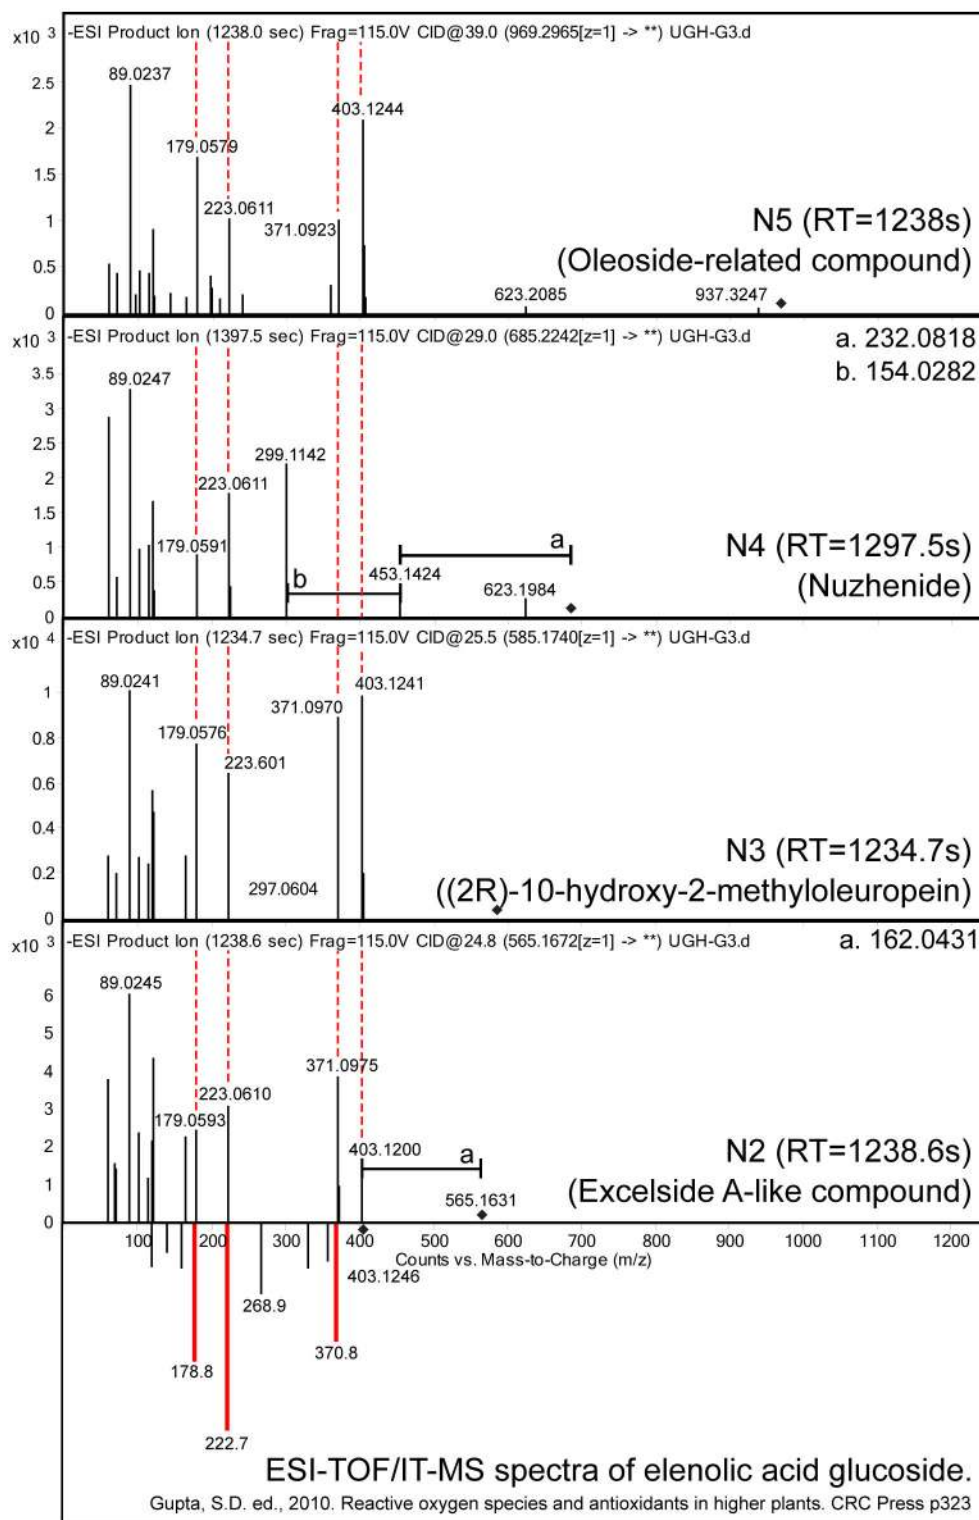 x10 3
-ESI Product Ion (1238.0 sec) Frag=115.0V CID@39.0 (969.2965[z=1] -> **) UGH-G3.d
89.0237
2.5
403.1244
2
179.0579
1.5
223.0611
1
371.0923
N5 (RT=1238s)
(Oleoside-related compound)
0.5
623.2085
937.3247
0
x10 3
-ESI Product Ion (1397.5 sec) Frag=115.0V CID@29.0 (685.2242[z=1] -> **) UGH-G3.d
a. 232.0818
b. 154.0282
3.5
89.0247
3
2.5
299.1142
2
223.0611
1.5
179.0591
a
N4 (RT=1297.5s)
1
b
453.1424
623.1984
(Nuzhenide)
0.5
0
x10 4
-ESI Product Ion (1234.7 sec) Frag=115.0V CID@25.5 (585.1740[z=1] -> **) UGH-G3.d
89.0241
403.1241
1
371.0970
179.0576
0.8
223.601
0.6
0.4
N3 (RT=1234.7s)
0.2
297.0604
((2R)-10-hydroxy-2-methyloleuropein)
0
x10 3
-ESI Product Ion (1238.6 sec) Frag=115.0V CID@24.8 (565.1672[z=1] -> **) UGH-G3.d
a. 162.0431
89.0245
6
5
371.0975
4
223.0610
3
179.0593
2
403.1200
a
N2 (RT=1238.6s)
1
565.1631
(Excelside A-like compound)
0
100 200 300 400 500 600 700 800 900 1000 1100 1200
Counts vs. Mass-to-Charge (m/z)
403.1246
268.9
370.8
178.8
222.7
ESI-TOF/IT-MS spectra of elenolic acid glucoside.
Gupta, S.D. ed., 2010. Reactive oxygen species and antioxidants in higher plants. CRC Press p323